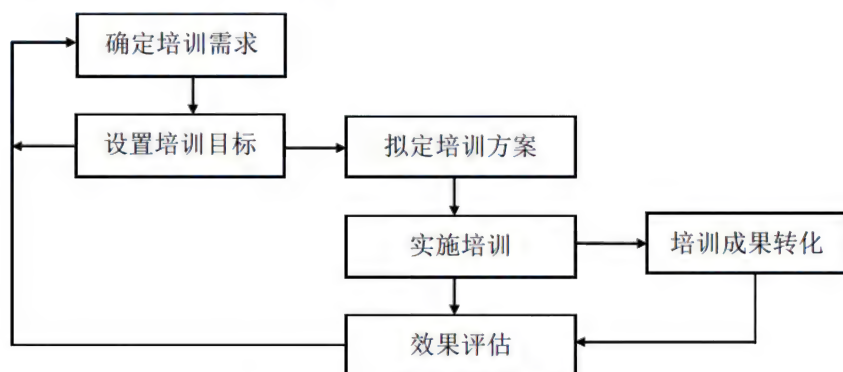 确定培训需求
设置培训目标
拟定培训方案
实施培训
培训成果转化
效果评估